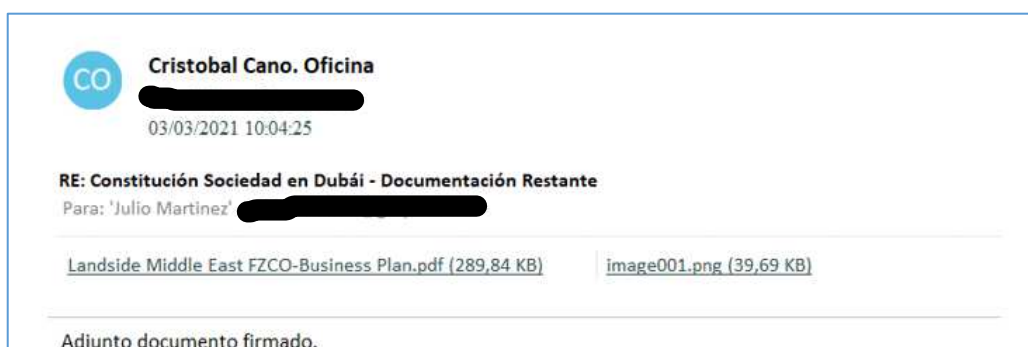 CO
Cristobal Cano. Oficina
03/03/2021 10:04:25
RE: Constitución Sociedad en Dubái - Documentación Restante
Para: 'Julio Martinez'
Landside Middle East FZCO-Business Plan.pdf (289,84 KB)
image001.png (39,69 KB)
Adjunto documento firmado.